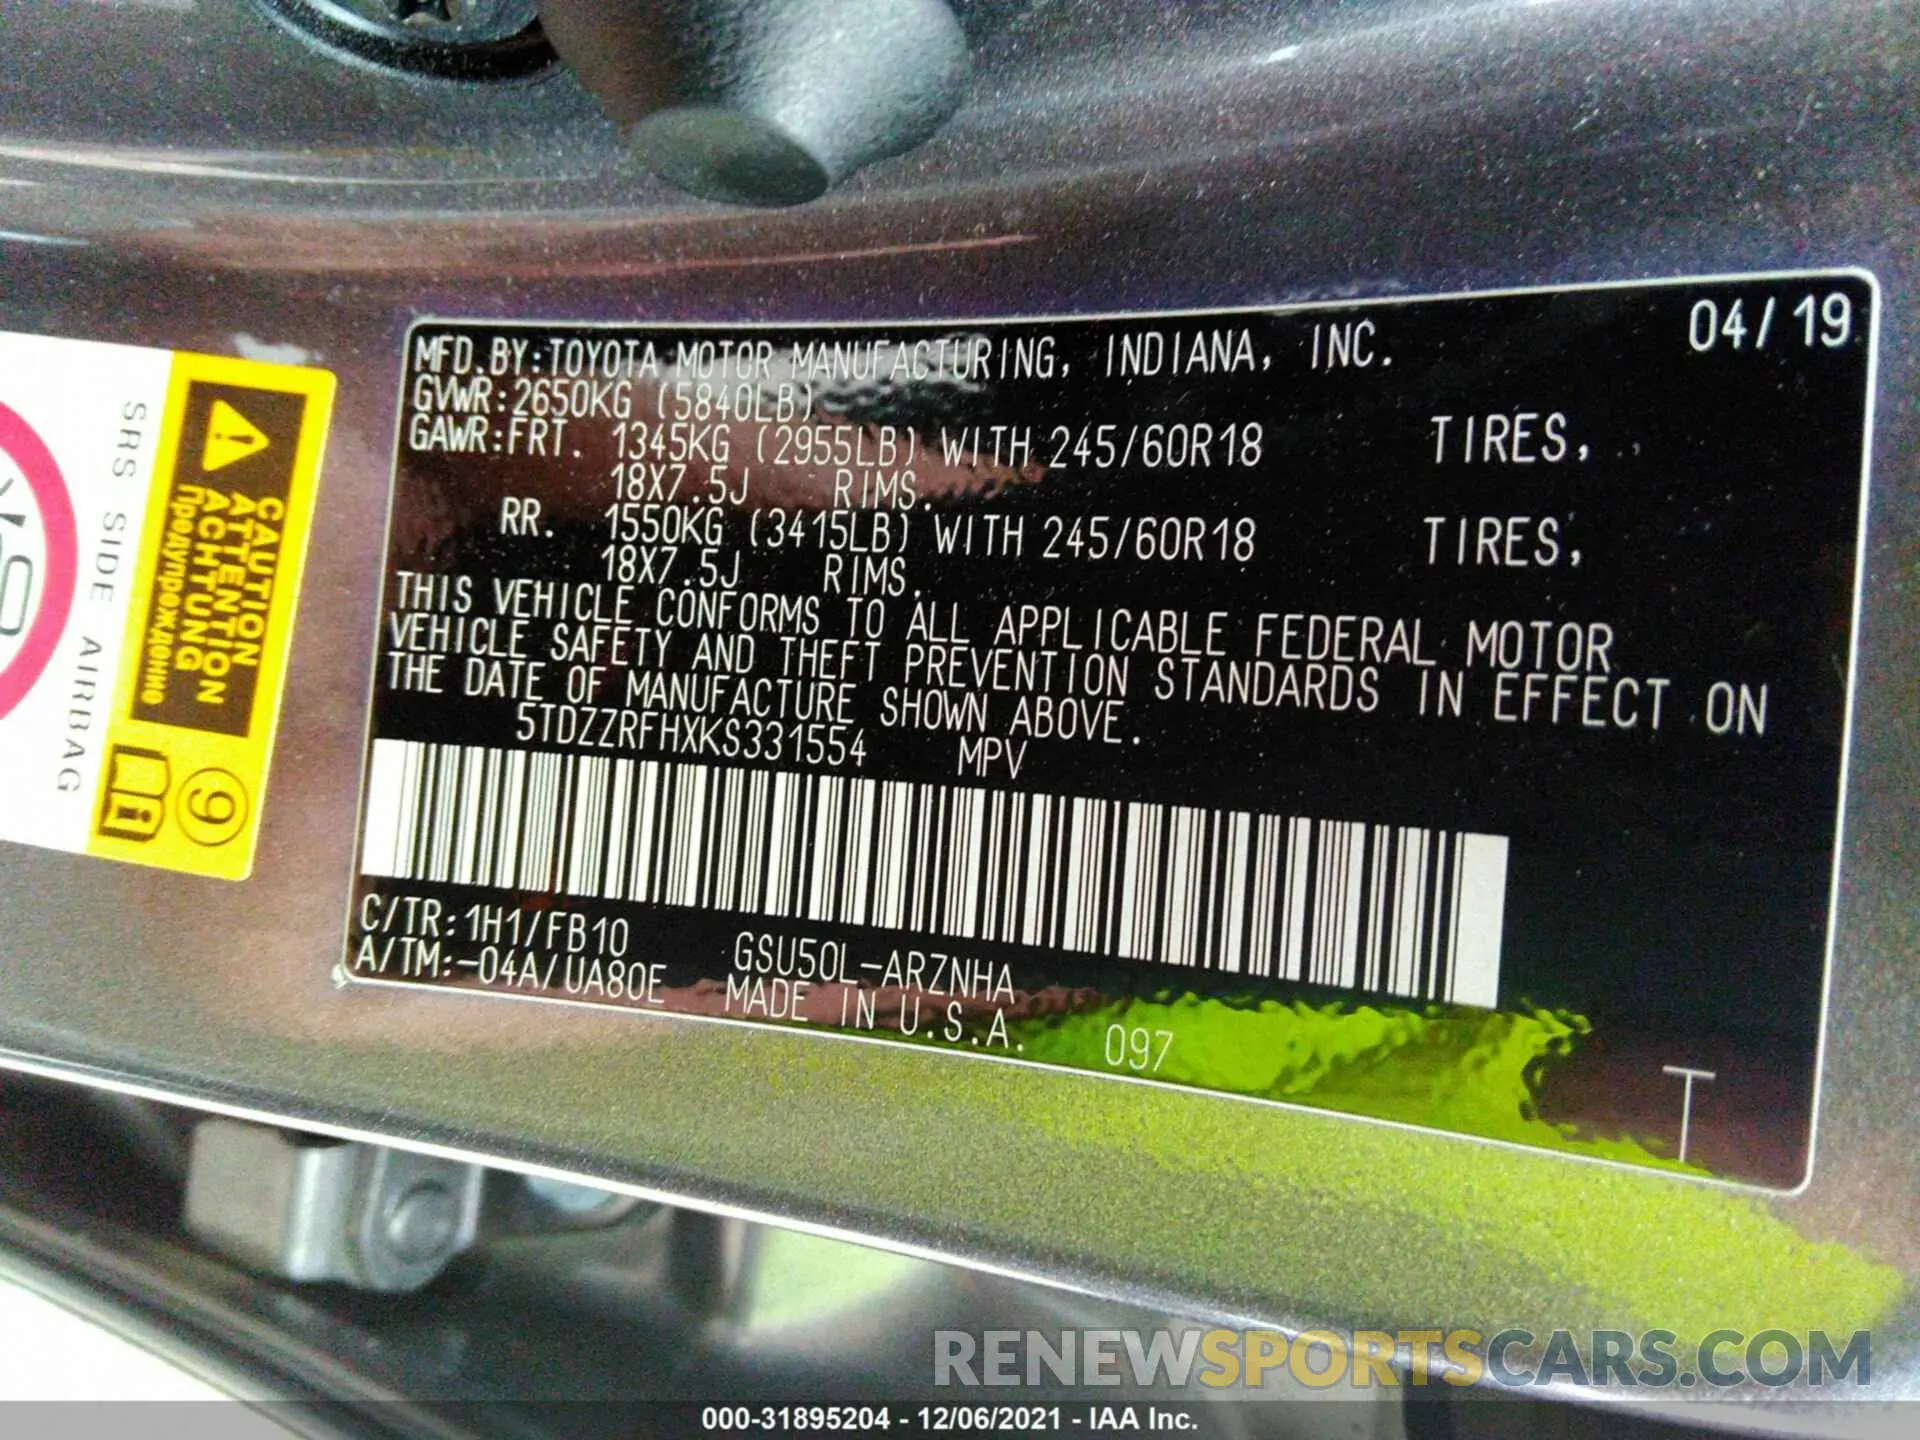 04/19
MFD.BY:TOYOTA MOTOR MANUFACTURING, INDIANA, INC.
GVWR:2650KG (5840LB)
GAWR:FRT. 1345KG (2955LB) WITH 245/60R18 TIRES,
18X7.5J RIMS.
RR. 1550KG (3415LB) WITH 245/60R18 TIRES,
18X7.5J RIMS.
THIS VEHICLE CONFORMS TO ALL APPLICABLE FEDERAL MOTOR
VEHICLE SAFETY AND THEFT PREVENTION STANDARDS IN EFFECT ON
THE DATE OF MANUFACTURE SHOWN ABOVE.
5TDZZRFHXKS331554 MPV
C/TR:1H1/FB10 GSU50L-ARZNHA
A/TM:-04A/UA80E MADE IN U.S.A. 097
T
SRS SIDE AIRBAG
CAUTION
ATTENTION
ACHTUNG
Предупреждение
9
RENEWSPORTSCARS.COM
000-31895204 - 12/06/2021 - IAA Inc.